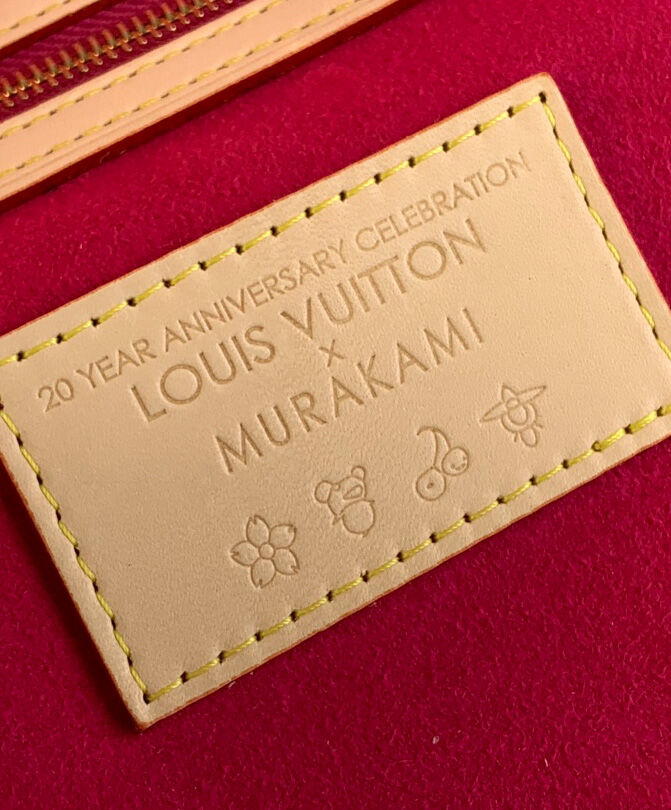 20 YEAR ANNIVERSARY CELEBRATION
LOUIS VUITTON
×
MURAKAMI